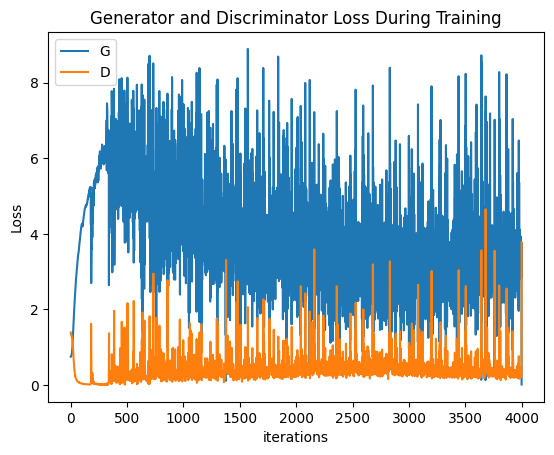 Generator and Discriminator Loss During Training
G
D
8
6
4
2
0
Loss
0 500 1000 1500 2000 2500 3000 3500 4000
iterations